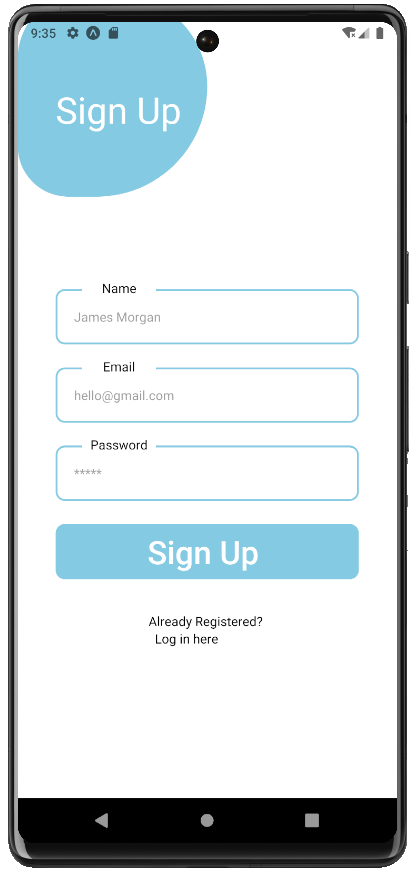 9:35
Sign Up
Name
James Morgan
Email
hello@gmail.com
Password
*****
Sign Up
Already Registered?
Log in here